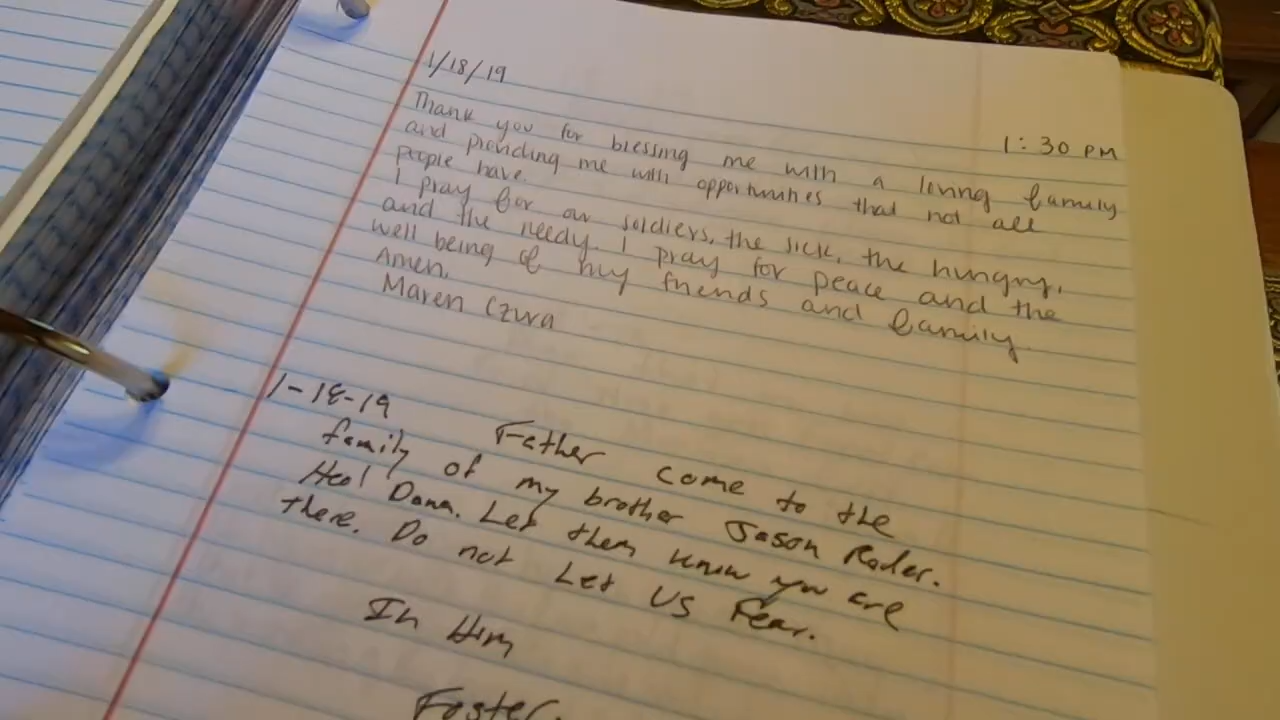 1/18/19
1:30 PM
Thank you for blessing me with a loving family
and providing me with opportunities that not all
people have.
I pray for our soldiers, the sick, the hungry,
and the needy. I pray for peace and the
well being of my friends and family.
Amen.
Maren Czura
1-18-19
Father come to the
family of my brother Jason Rader.
Heal Dana. Let them know you are
there. Do not Let US Fear.
In Him
Foster.